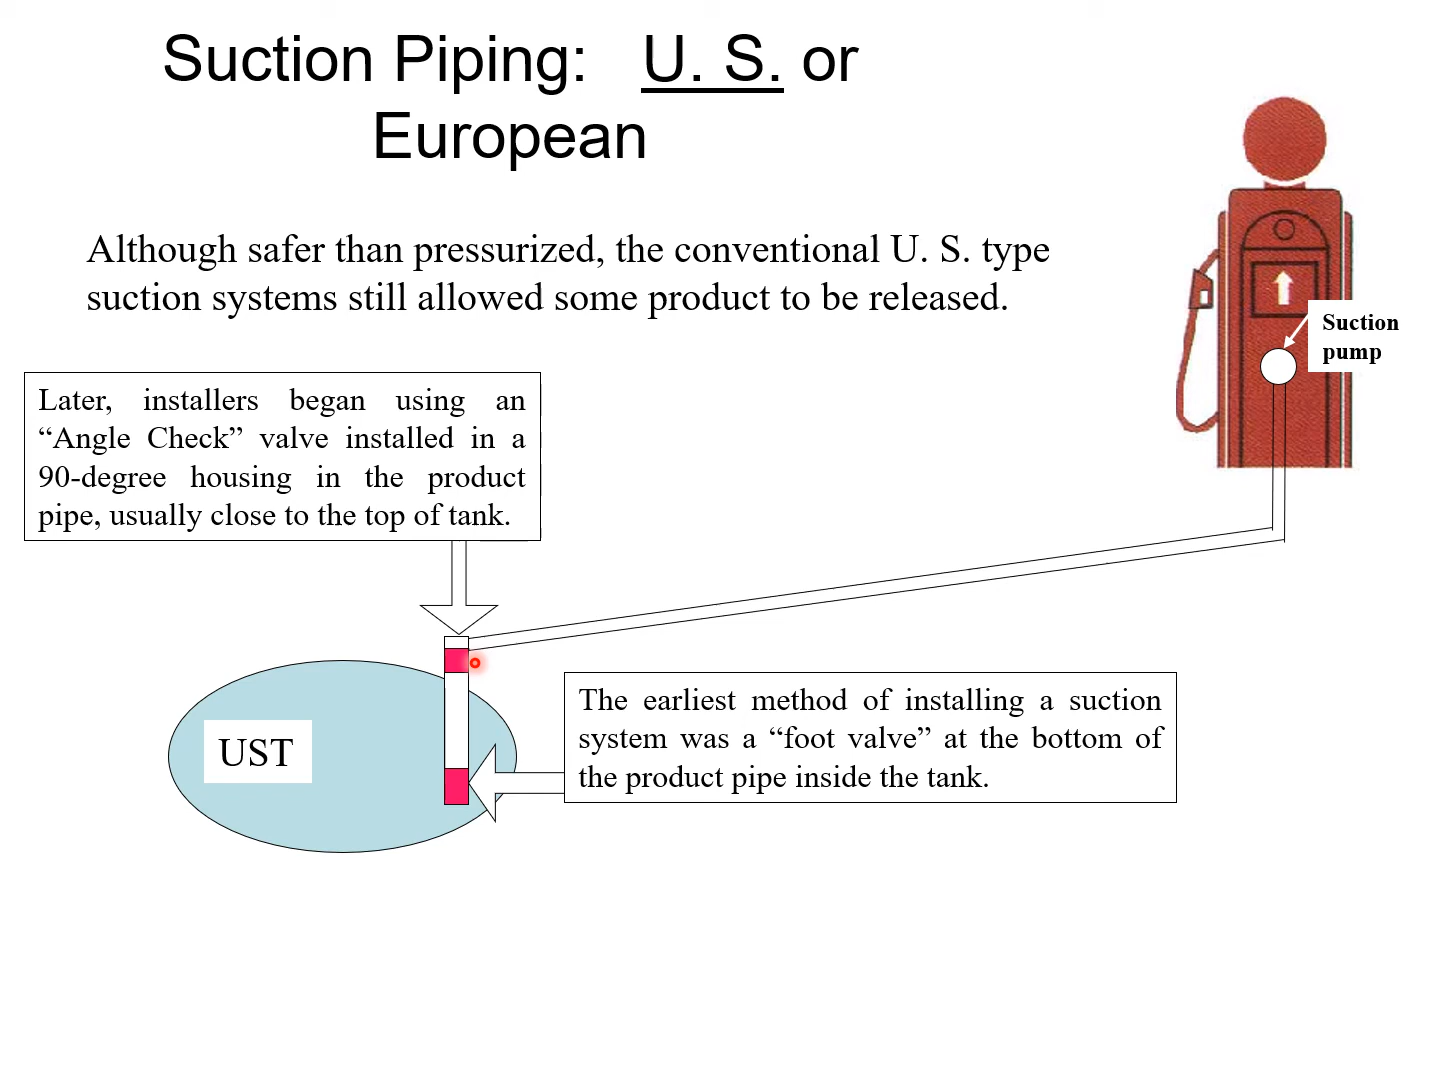 Suction Piping: U. S. or
European
Although safer than pressurized, the conventional U. S. type
suction systems still allowed some product to be released.
Suction
pump
Later, installers began using an
“Angle Check” valve installed in a
90-degree housing in the product
pipe, usually close to the top of tank.
The earliest method of installing a suction
system was a “foot valve” at the bottom of
the product pipe inside the tank.
UST